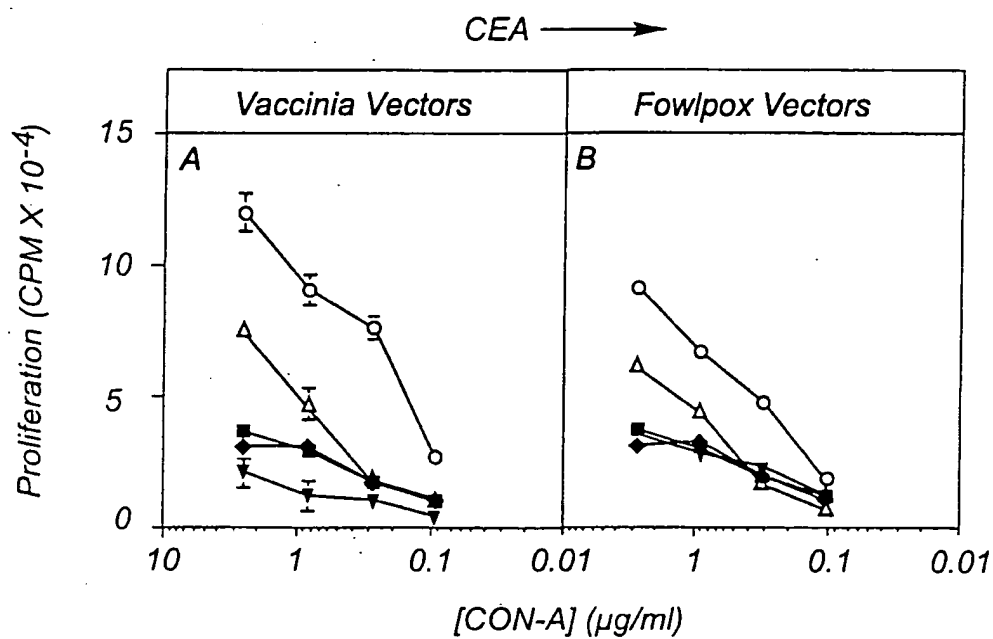 CEA
Vaccinia Vectors
Fowlpox Vectors
Proliferation (CPM X 10-4)
15
10
5
0
A
B
10
1
0.1
0.01
1
0.1
0.01
[CON-A] (µg/ml)